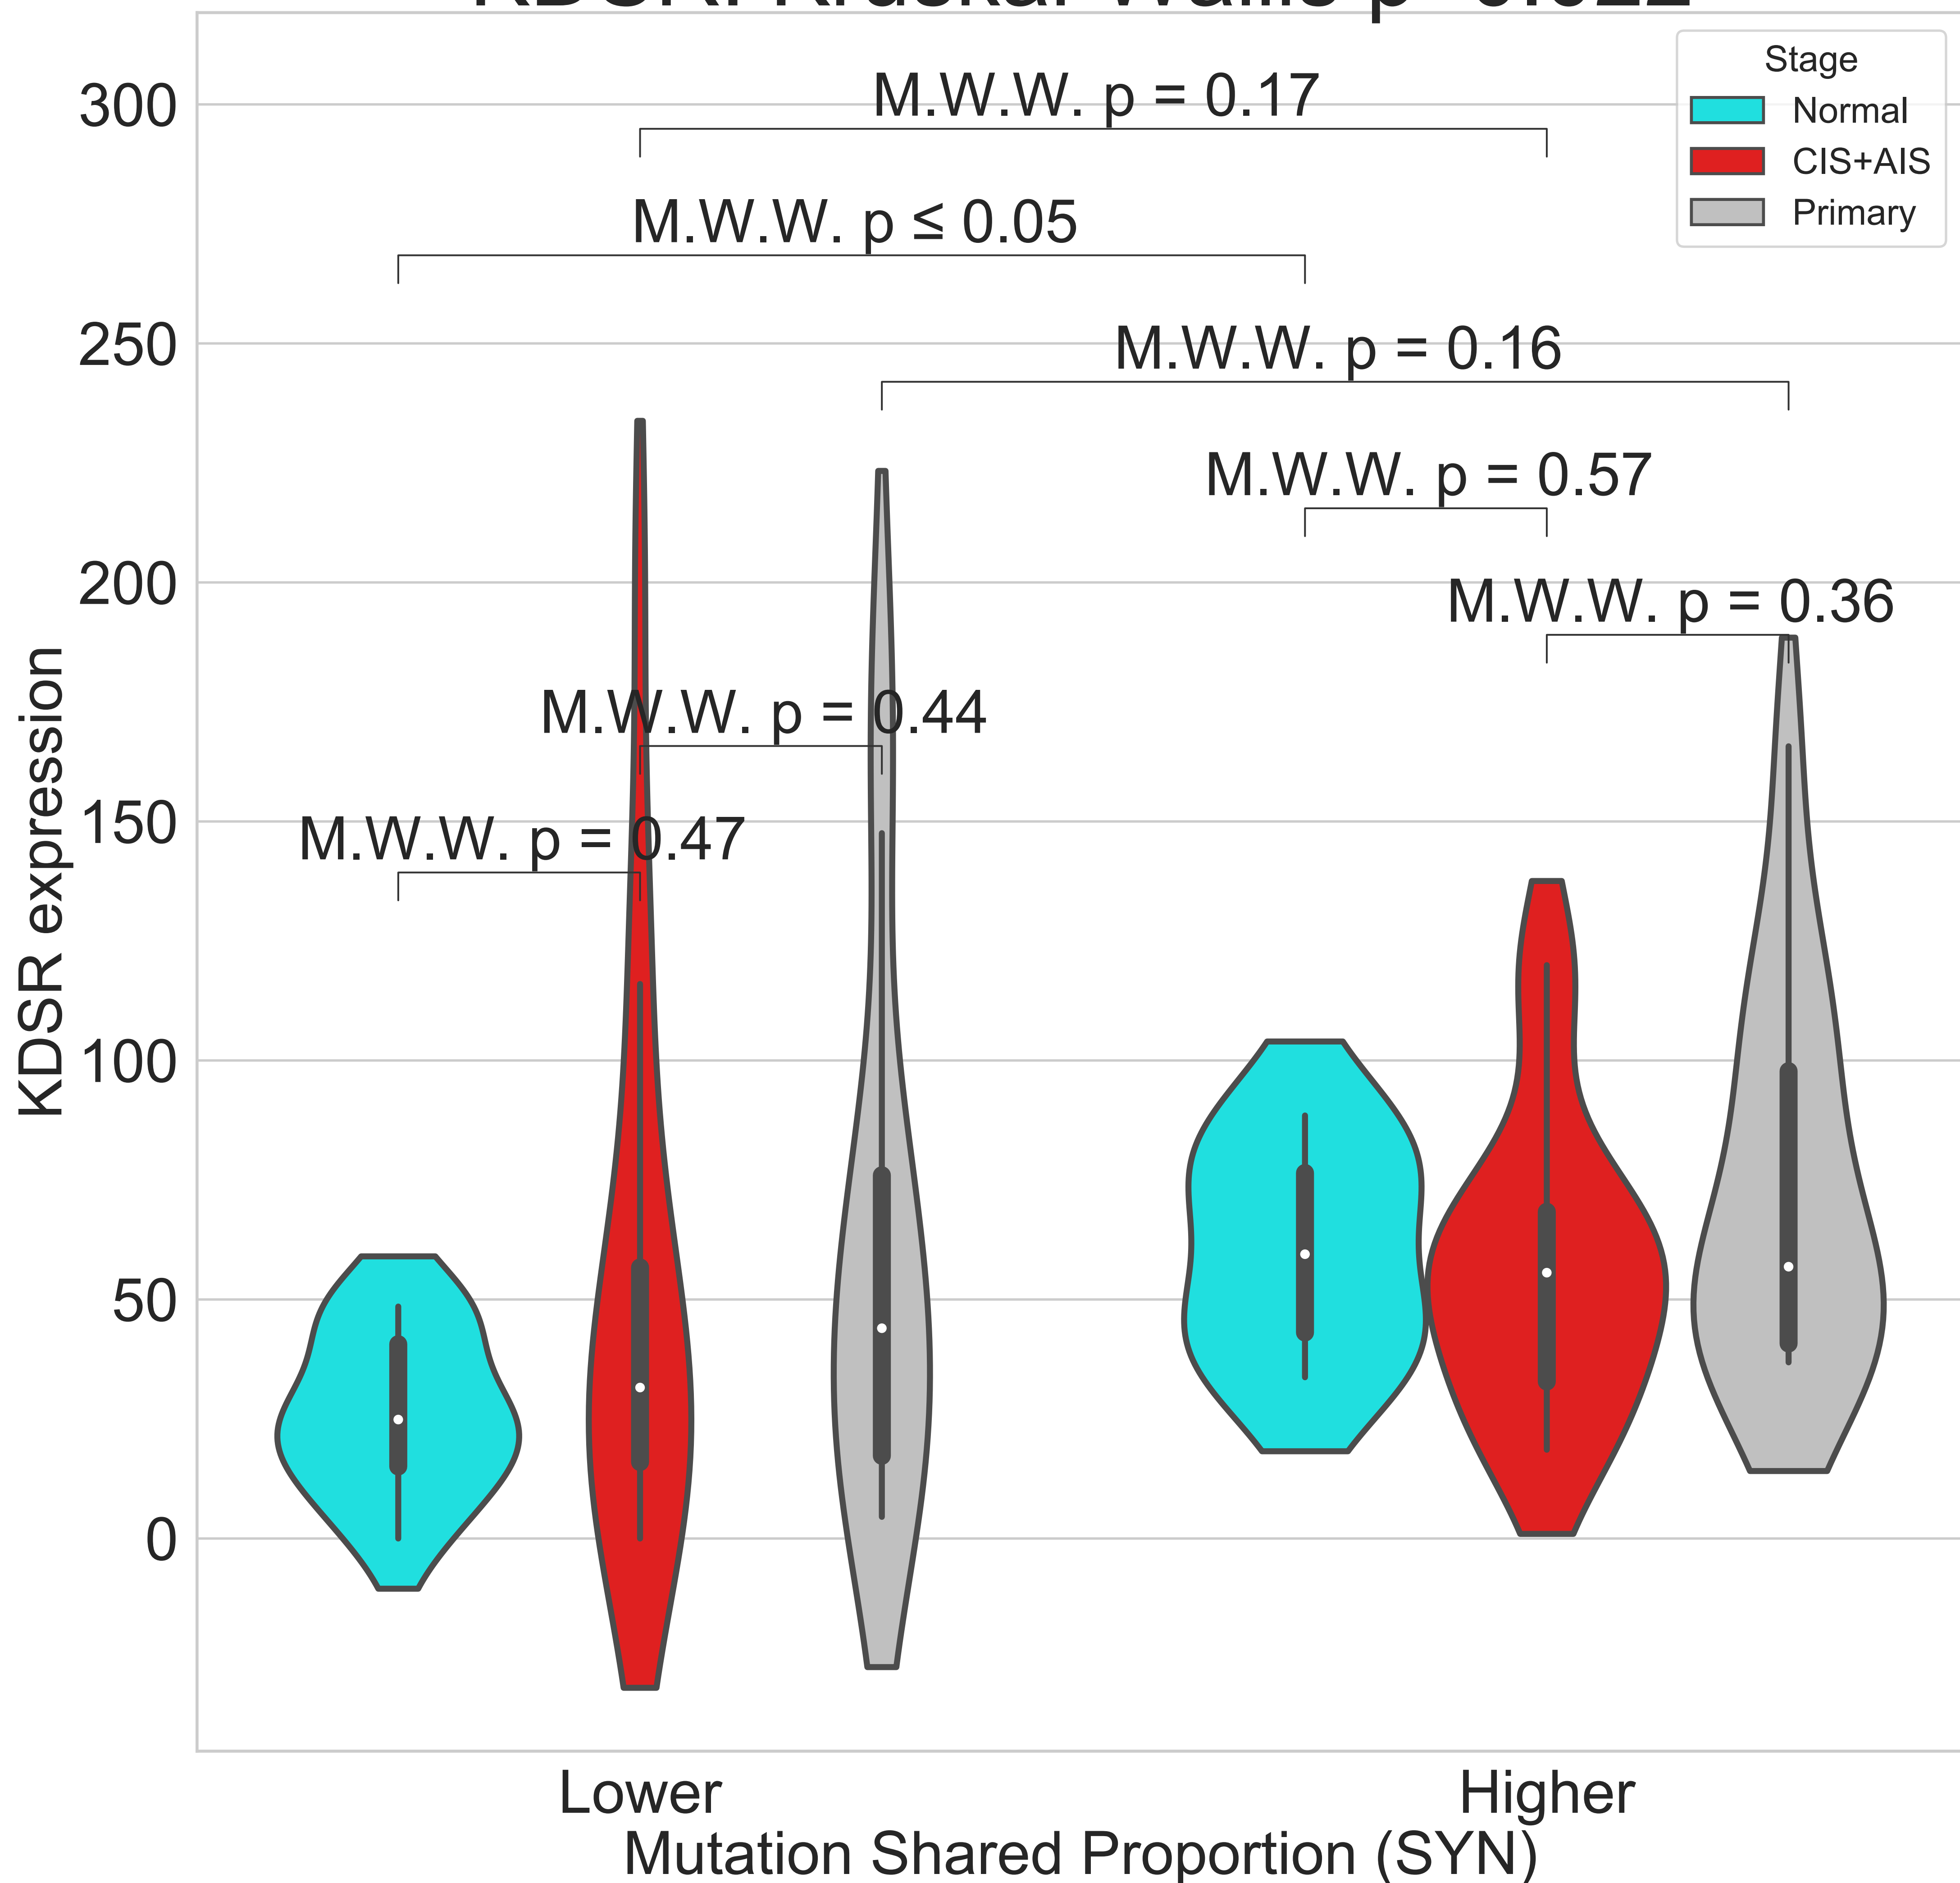 Stage
Normal
CIS+AIS
Primary
M.W.W. p = 0.17
M.W.W. p ≤ 0.05
M.W.W. p = 0.16
M.W.W. p = 0.57
M.W.W. p = 0.36
M.W.W. p = 0.44
M.W.W. p = 0.47
300
250
200
150
100
50
0
KDSR expression
Lower
Higher
Mutation Shared Proportion (SYN)